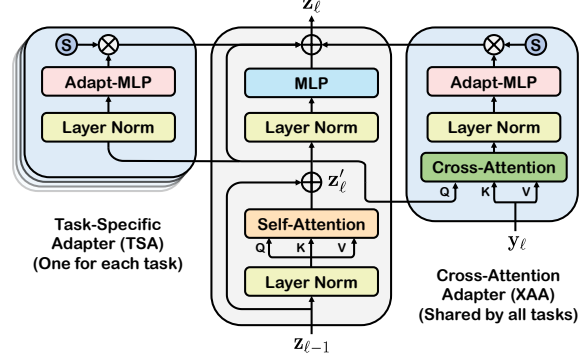 z_ℓ
S
Adapt-MLP
Layer Norm
Task-Specific
Adapter (TSA)
(One for each task)
MLP
Layer Norm
z′_ℓ
Self-Attention
Q K V
Layer Norm
z_{ℓ−1}
S
Adapt-MLP
Layer Norm
Cross-Attention
Q K V
y_ℓ
Cross-Attention
Adapter (XAA)
(Shared by all tasks)